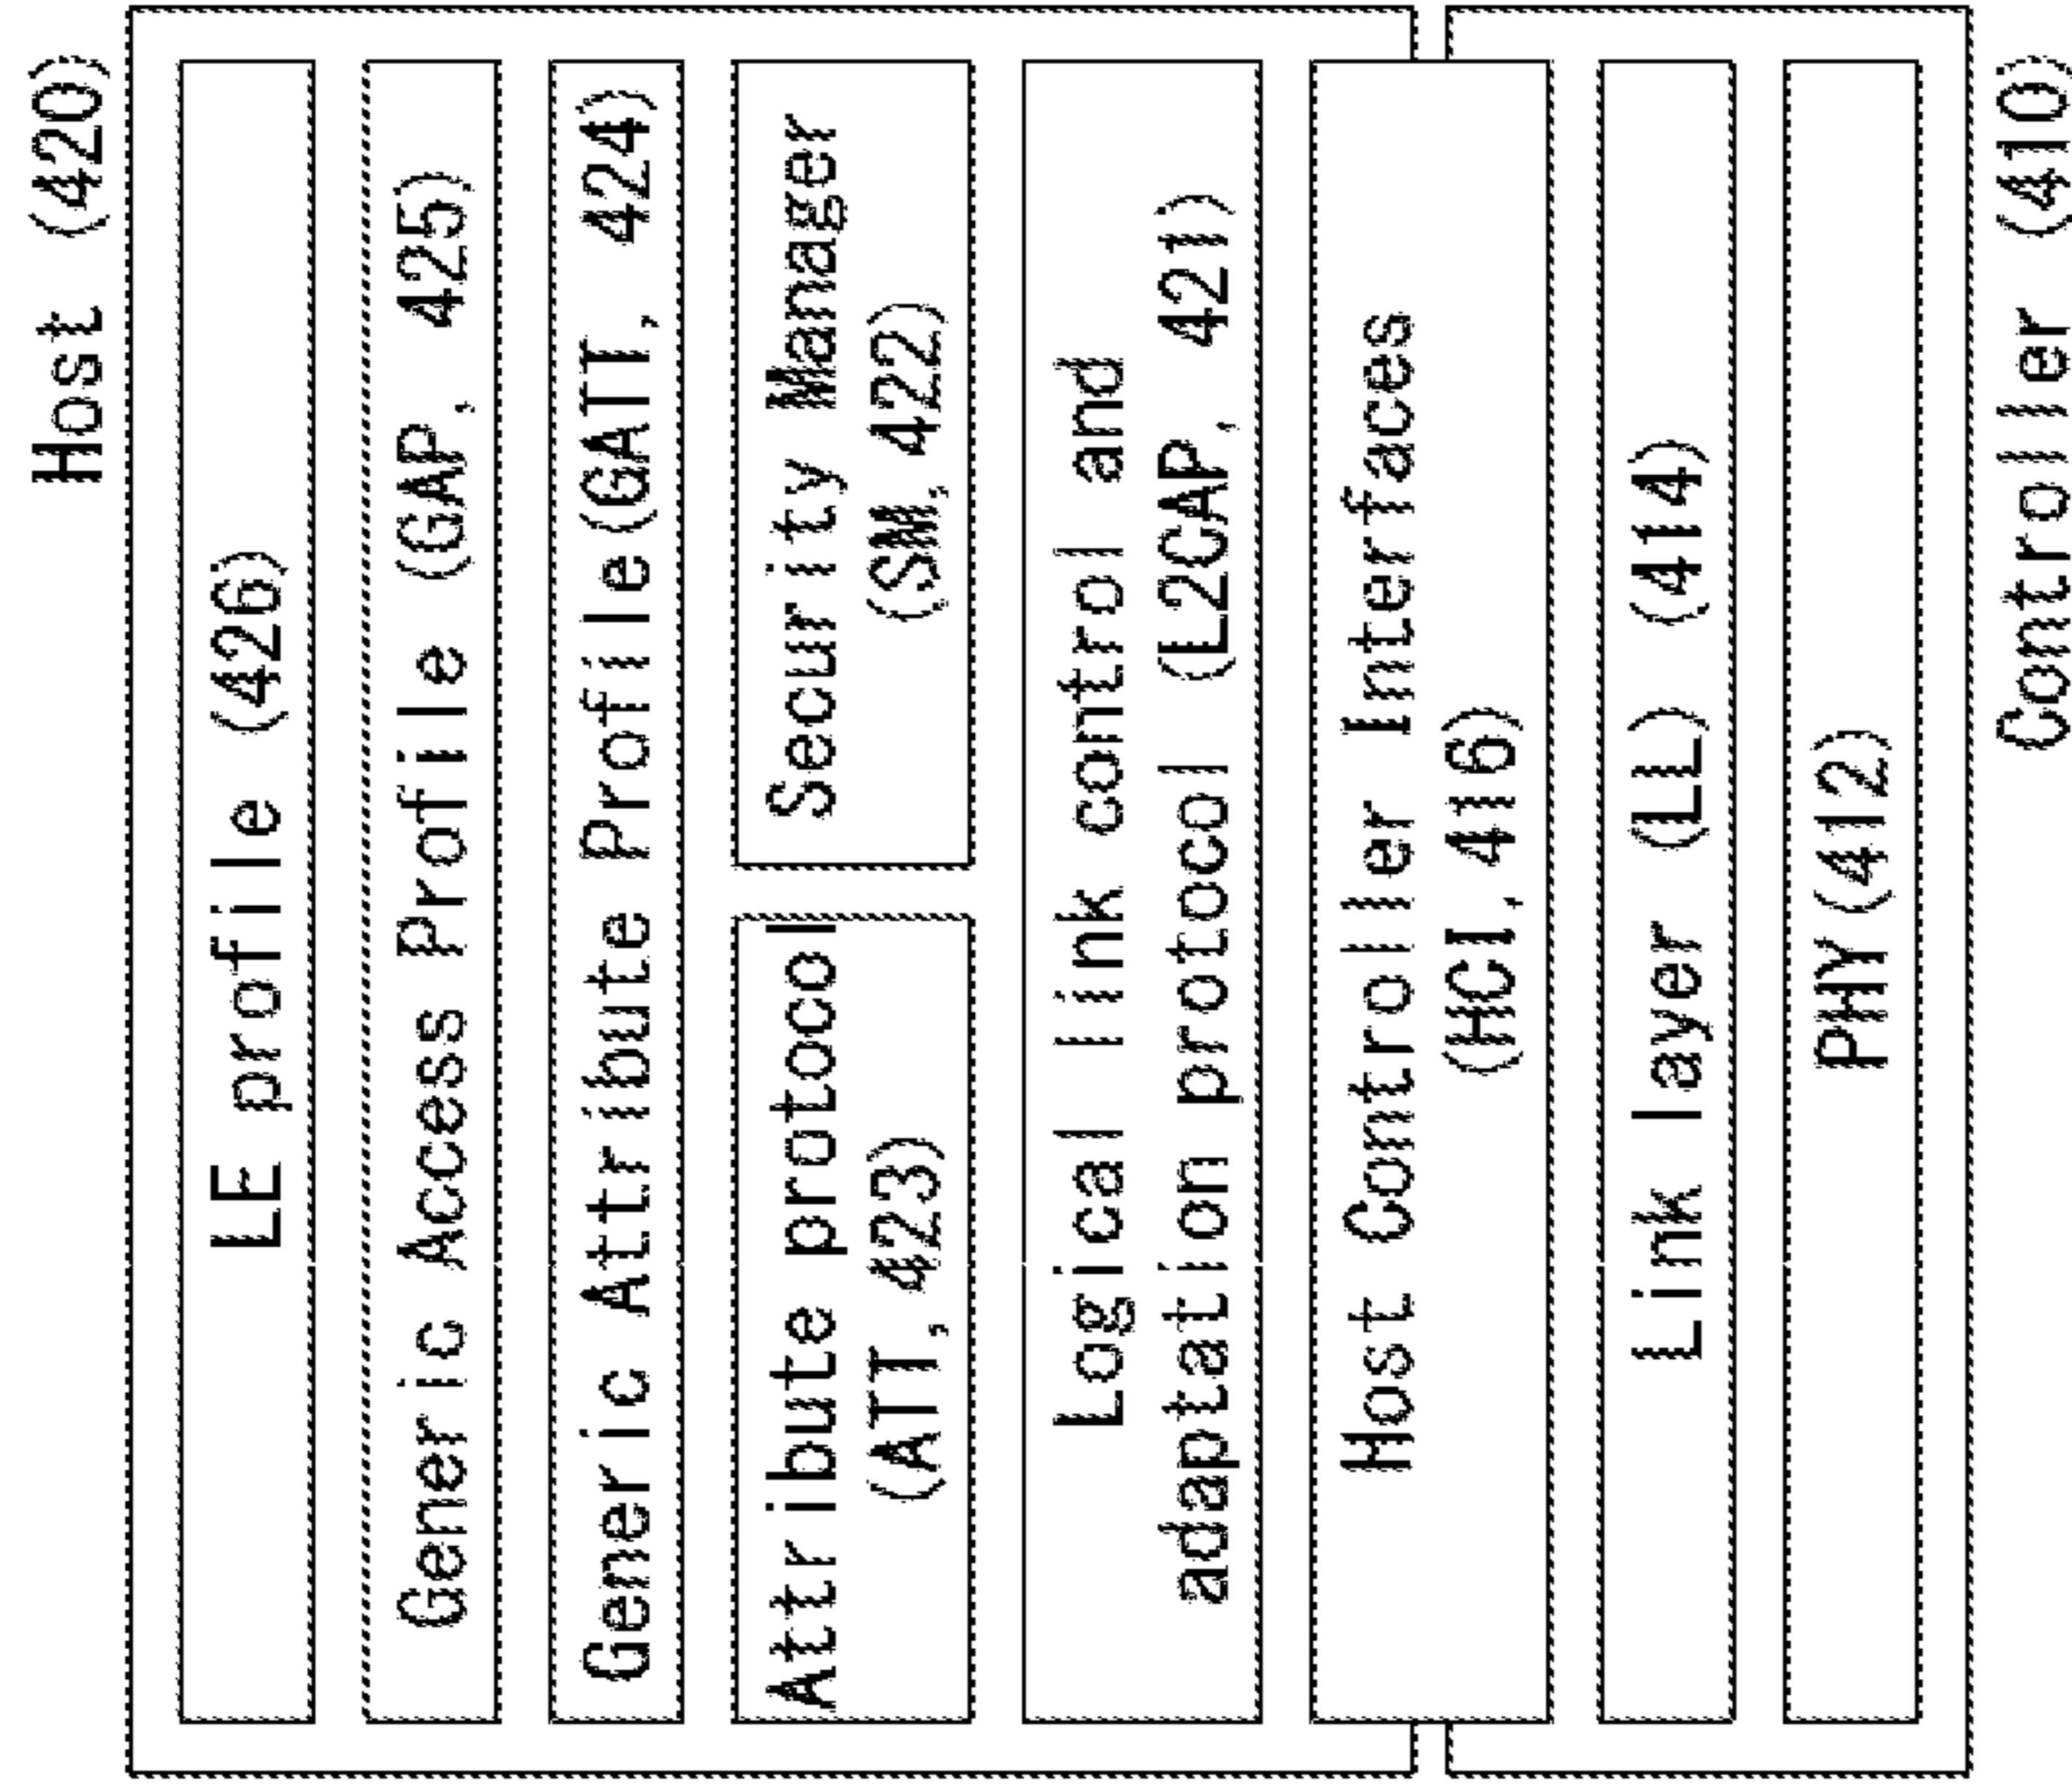 Host (420)
LE profile (426)
Generic Access Profile (GAP, 425)
Generic Attribute Profile(GATT, 424)
Attribute protocol
(ATT,423)
Security Manager
(SM, 422)
Logical link control and
adaptation protocol (L2CAP, 421)
Host Controller Interfaces
(HCI,416)
Link layer (LL) (414)
PHY(412)
Controller (410)